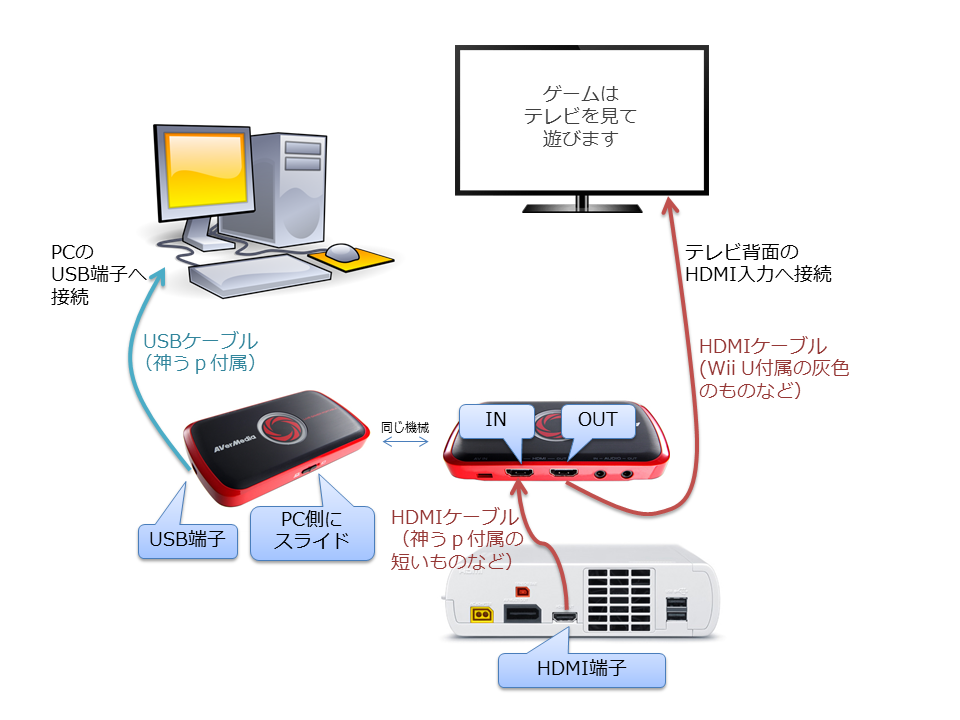 ゲームは
テレビを見て
遊びます
PCの
USB端子へ
接続
テレビ背面の
HDMI入力へ接続
USBケーブル
（神うｐ付属）
HDMIケーブル
(Wii U付属の灰色
のものなど）
AVerMedia
同じ機械
IN
OUT
USB端子
PC側に
スライド
HDMIケーブル
（神うｐ付属の
短いものなど）
HDMI端子